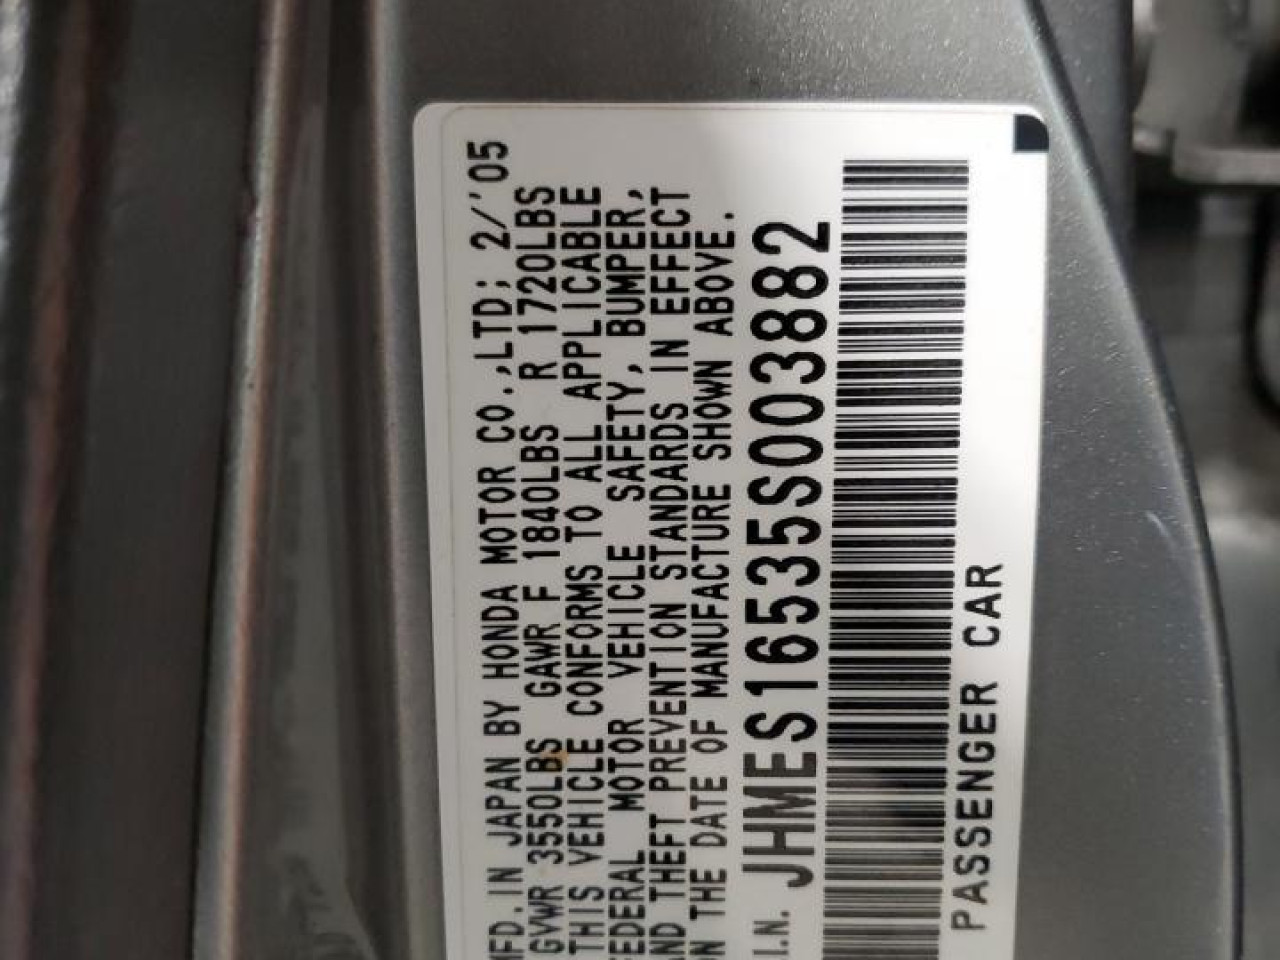 MFD. IN JAPAN BY HONDA MOTOR CO.,LTD; 2/'05
GVWR 3550LBS GAWR F 1840LBS R 1720LBS
THIS VEHICLE CONFORMS TO ALL APPLICABLE
FEDERAL MOTOR VEHICLE SAFETY, BUMPER,
AND THEFT PREVENTION STANDARDS IN EFFECT
ON THE DATE OF MANUFACTURE SHOWN ABOVE.
I.N. JHMES16535S003882
PASSENGER CAR